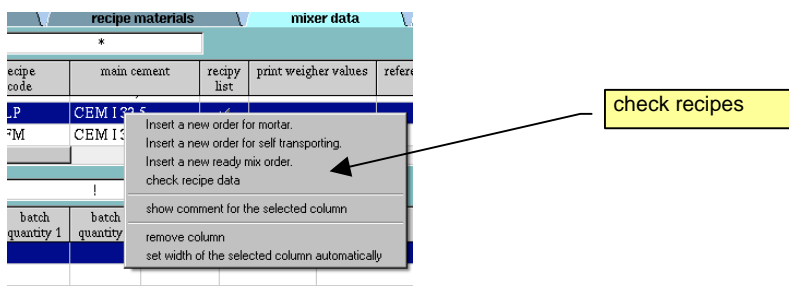 recipe materials mixer data
*
ecipe code main cement recipy list print weigher values refere
LP CEM I 32.5
FM CEM I 3
Insert a new order for mortar.
Insert a new order for self transporting.
Insert a new ready mix order.
check recipe data
show comment for the selected column
remove column
set width of the selected column automatically
!
batch quantity 1 batch quantity
check recipes